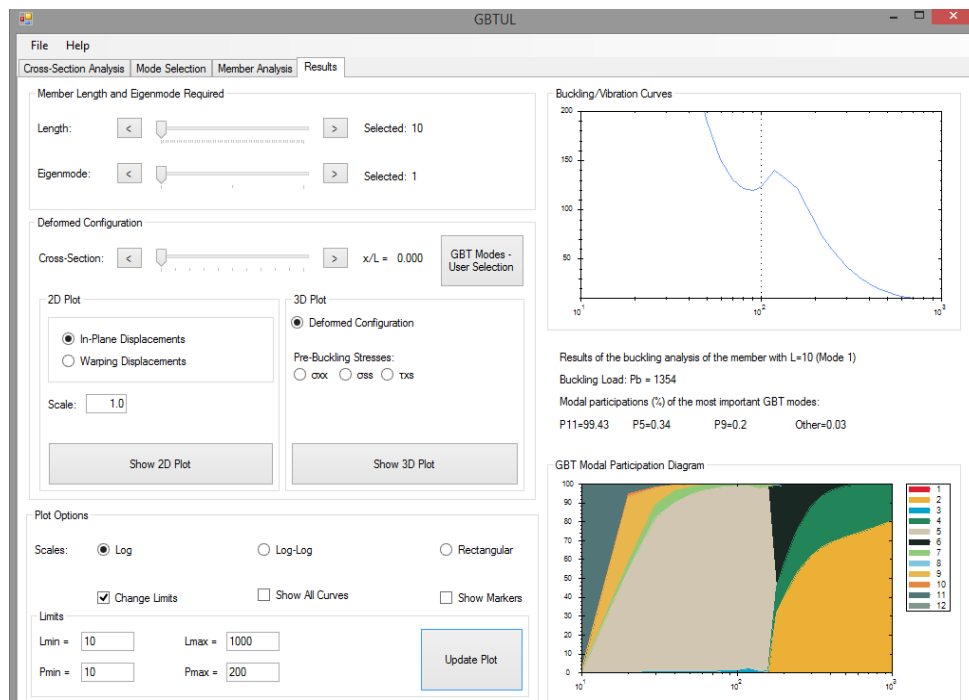 GBTUL
File Help
Cross-Section Analysis Mode Selection Member Analysis Results
Member Length and Eigenmode Required
Length: < > Selected: 10
Eigenmode: < > Selected: 1
Deformed Configuration
Cross-Section: < > x/L = 0.000
GBT Modes -
User Selection
2D Plot
In-Plane Displacements
Warping Displacements
Scale: 1.0
Show 2D Plot
3D Plot
Deformed Configuration
Pre-Buckling Stresses:
σxx σss τxs
Show 3D Plot
Plot Options
Scales: Log Log-Log Rectangular
Change Limits Show All Curves Show Markers
Limits
Lmin = 10 Lmax = 1000
Pmin = 10 Pmax = 200
Update Plot
Buckling/Vibration Curves
200
150
100
50
10^1 10^2 10^3
Results of the buckling analysis of the member with L=10 (Mode 1)
Buckling Load: Pb = 1354
Modal participations (%) of the most important GBT modes:
P11=99.43 P5=0.34 P9=0.2 Other=0.03
GBT Modal Participation Diagram
100
90
80
70
60
50
40
30
20
10
0
10^1 10^2 10^3
1
2
3
4
5
6
7
8
9
10
11
12